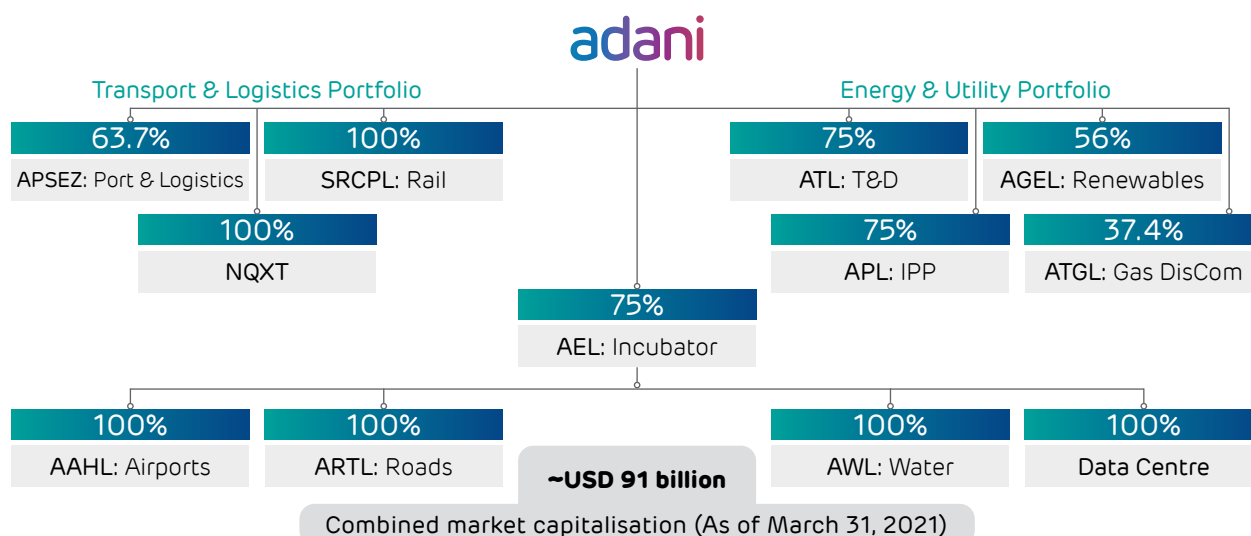 adani
Transport & Logistics Portfolio
Energy & Utility Portfolio
63.7%
APSEZ: Port & Logistics
100%
SRCPL: Rail
75%
ATL: T&D
56%
AGEL: Renewables
100%
NQXT
75%
APL: IPP
37.4%
ATGL: Gas DisCom
75%
AEL: Incubator
100%
AAHL: Airports
100%
ARTL: Roads
100%
AWL: Water
100%
Data Centre
~USD 91 billion
Combined market capitalisation (As of March 31, 2021)